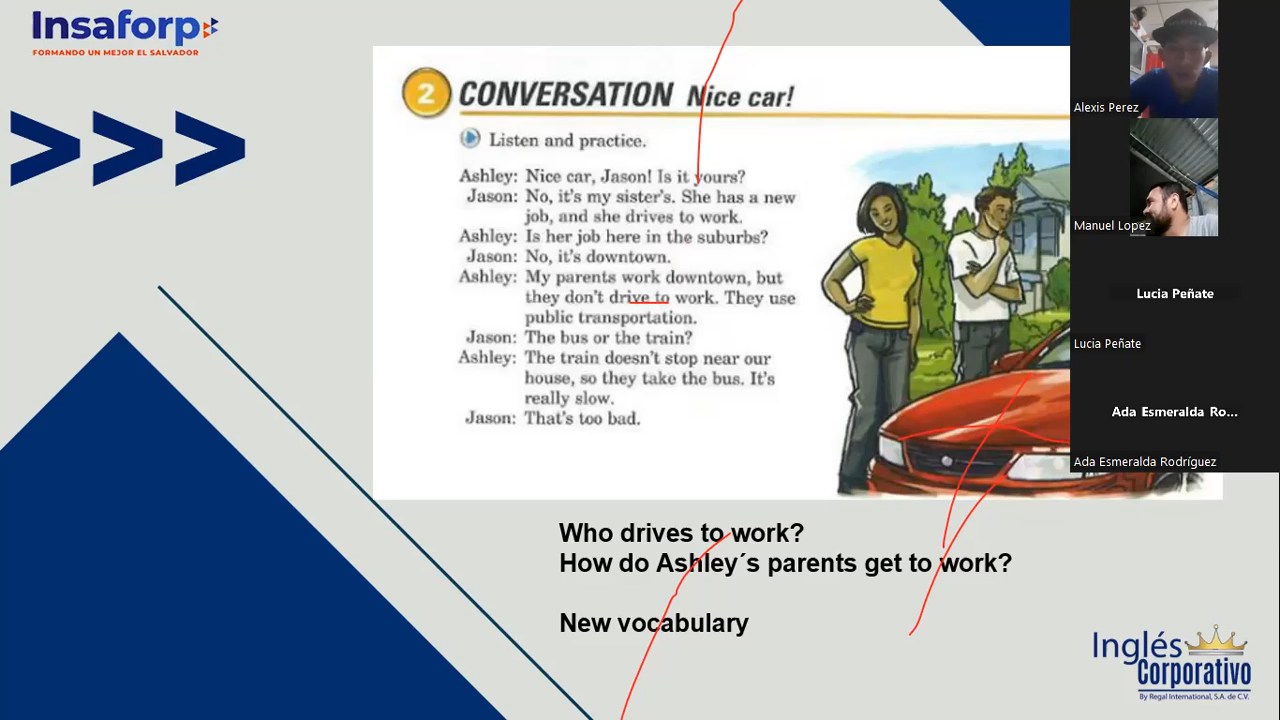 Insaforp
FORMANDO UN MEJOR EL SALVADOR
2 CONVERSATION Nice car!
Listen and practice.
Ashley: Nice car, Jason! Is it yours?
Jason: No, it's my sister's. She has a new
job, and she drives to work.
Ashley: Is her job here in the suburbs?
Jason: No, it's downtown.
Ashley: My parents work downtown, but
they don't drive to work. They use
public transportation.
Jason: The bus or the train?
Ashley: The train doesn't stop near our
house, so they take the bus. It's
really slow.
Jason: That's too bad.
Who drives to work?
How do Ashley´s parents get to work?
New vocabulary
Alexis Perez
Manuel Lopez
Lucia Peñate
Lucia Peñate
Ada Esmeralda Ro...
Ada Esmeralda Rodríguez
Inglés
Corporativo
By Regal International, S.A. de C.V.